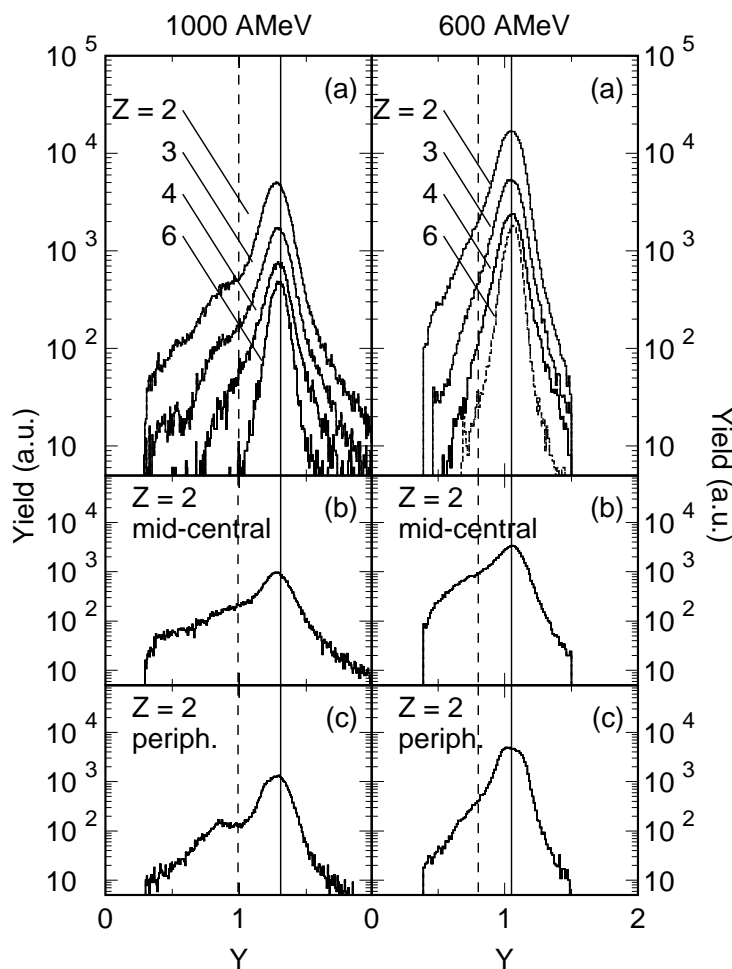 1000 AMeV 600 AMeV
10^5 10^5
(a) (a)
Z = 2 Z = 2
10^4 3 3 10^4
4 4
6 6
10^3 10^3
10^2 10^2
10 10
Yield (a.u.) Yield (a.u.)
Z = 2 (b) Z = 2 (b)
mid-central mid-central
10^4 10^4
10^3 10^3
10^2 10^2
10 10
Z = 2 (c) Z = 2 (c)
periph. periph.
10^4 10^4
10^3 10^3
10^2 10^2
10 10
0 1 0 1 2
Y Y